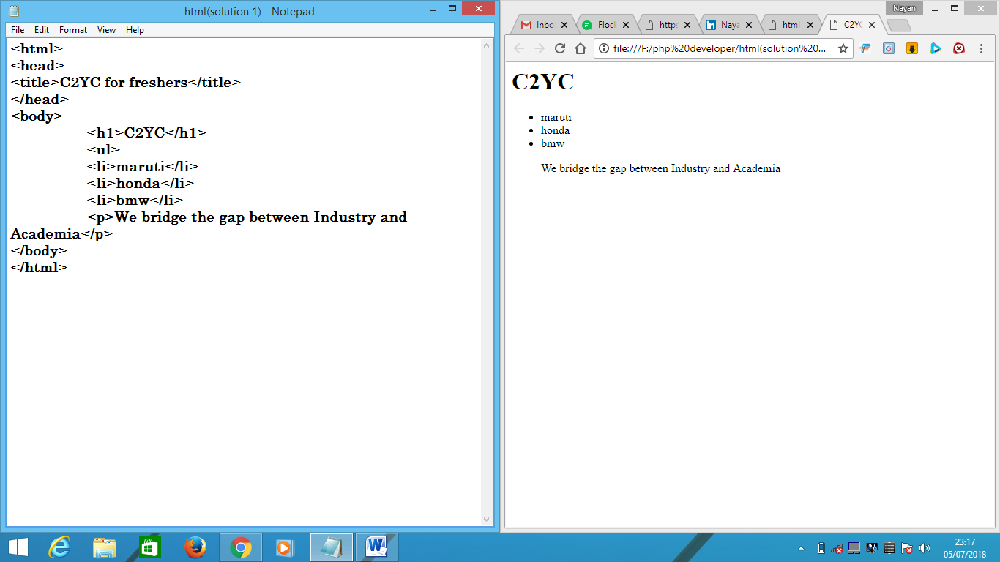 html(solution 1) - Notepad
File Edit Format View Help
<html>
<head>
<title>C2YC for freshers</title>
</head>
<body>
<h1>C2YC</h1>
<ul>
<li>maruti</li>
<li>honda</li>
<li>bmw</li>
<p>We bridge the gap between Industry and
Academia</p>
</body>
</html>
Nayan
Inbo Flock https Naya html C2YC
file:///F:/php%20developer/html(solution%20...
C2YC
• maruti
• honda
• bmw
We bridge the gap between Industry and Academia
23:17
05/07/2018